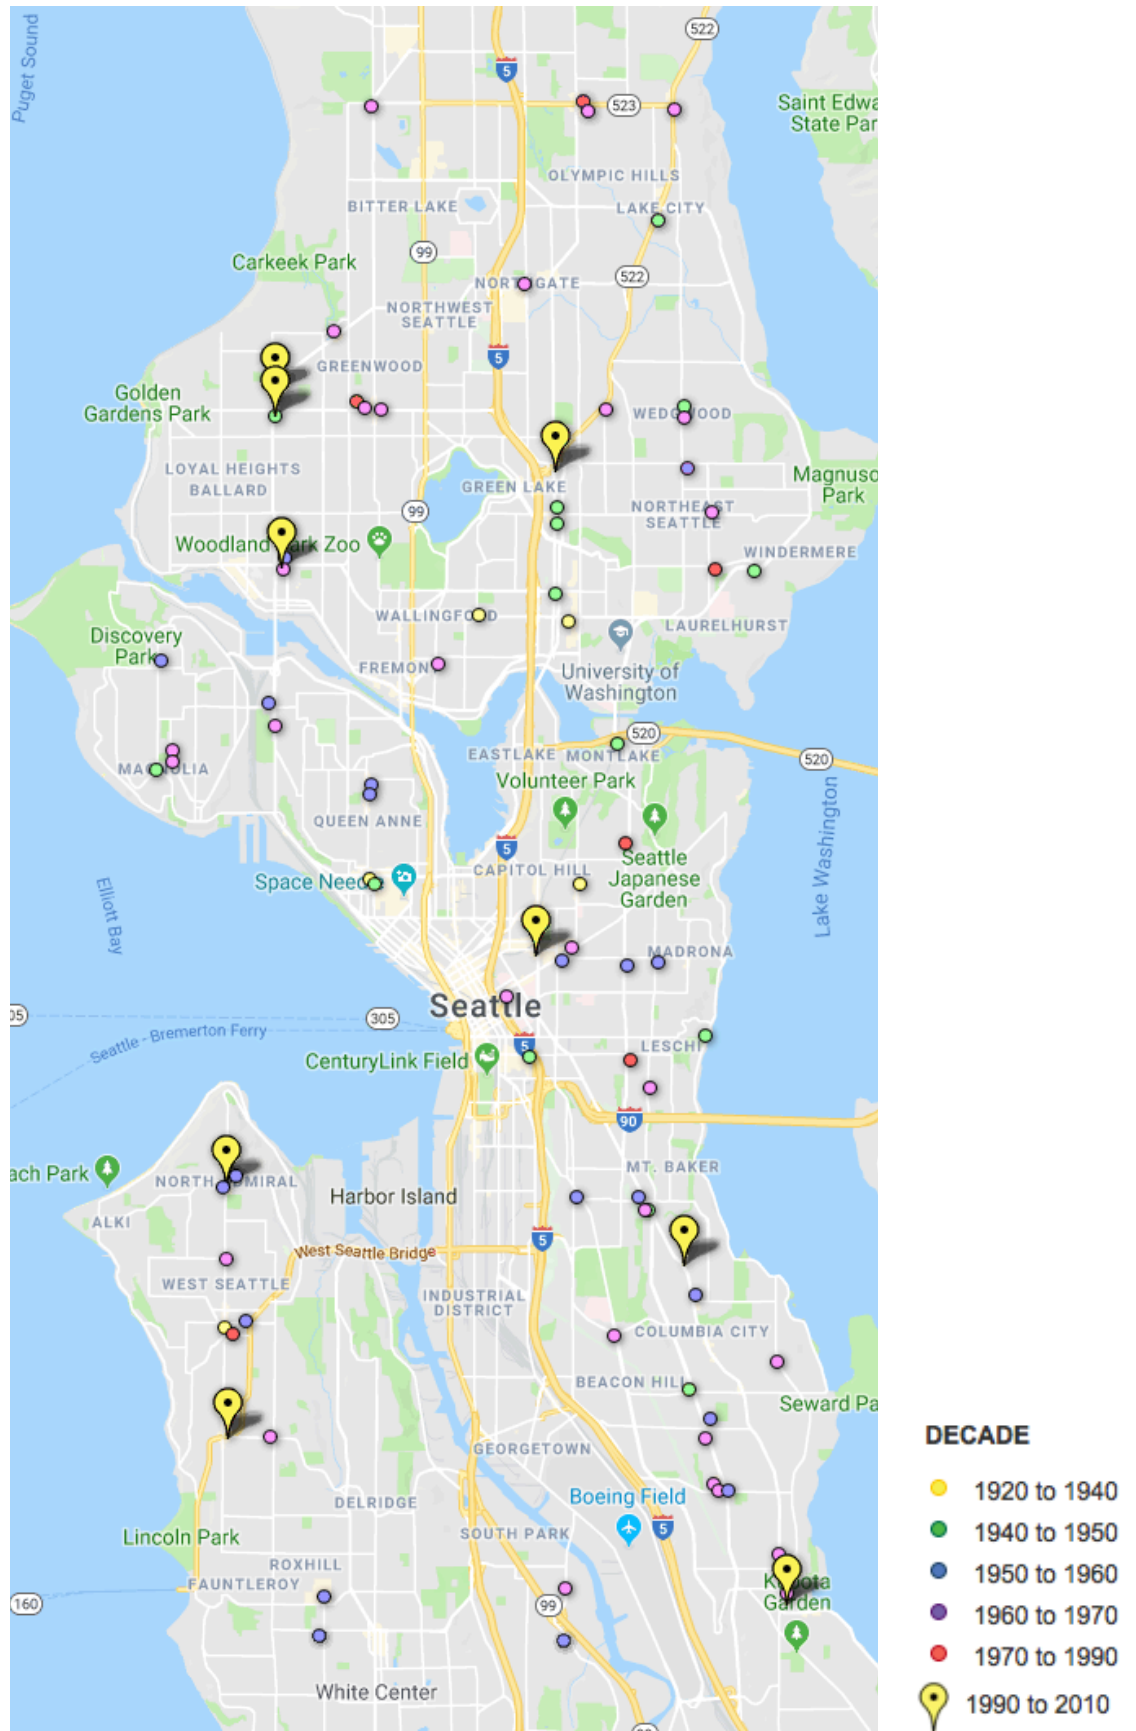 Puget Sound
522
5
Saint Edwa
State Par
523
OLYMPIC HILLS
BITTER LAKE
LAKE CITY
99
Carkeek Park
522
NORTHGATE
NORTHWEST
SEATTLE
5
GREENWOOD
Golden
Gardens Park
WEDGWOOD
LOYAL HEIGHTS
BALLARD
GREEN LAKE
Magnuso
Park
99
NORTHEAST
SEATTLE
Woodland Park Zoo
WINDERMERE
WALLINGFORD
LAURELHURST
Discovery
Park
FREMON
University of
Washington
520
EASTLAKE
MONTLAKE
520
MAGNOLIA
Volunteer Park
Lake Washington
QUEEN ANNE
5
CAPITOL HILL
Seattle
Japanese
Garden
Space Needle
Elliott Bay
MADRONA
Seattle
05
305
Seattle - Bremerton Ferry
5
LESCHI
CenturyLink Field
90
ach Park
NORTH ADMIRAL
MT. BAKER
Harbor Island
ALKI
5
West Seattle Bridge
WEST SEATTLE
INDUSTRIAL
DISTRICT
COLUMBIA CITY
BEACON HILL
Seward Pa
GEORGETOWN
DELRIDGE
Boeing Field
5
Lincoln Park
SOUTH PARK
ROXHILL
FAUNTLEROY
Kubota
Garden
160
99
White Center
99
DECADE
1920 to 1940
1940 to 1950
1950 to 1960
1960 to 1970
1970 to 1990
1990 to 2010